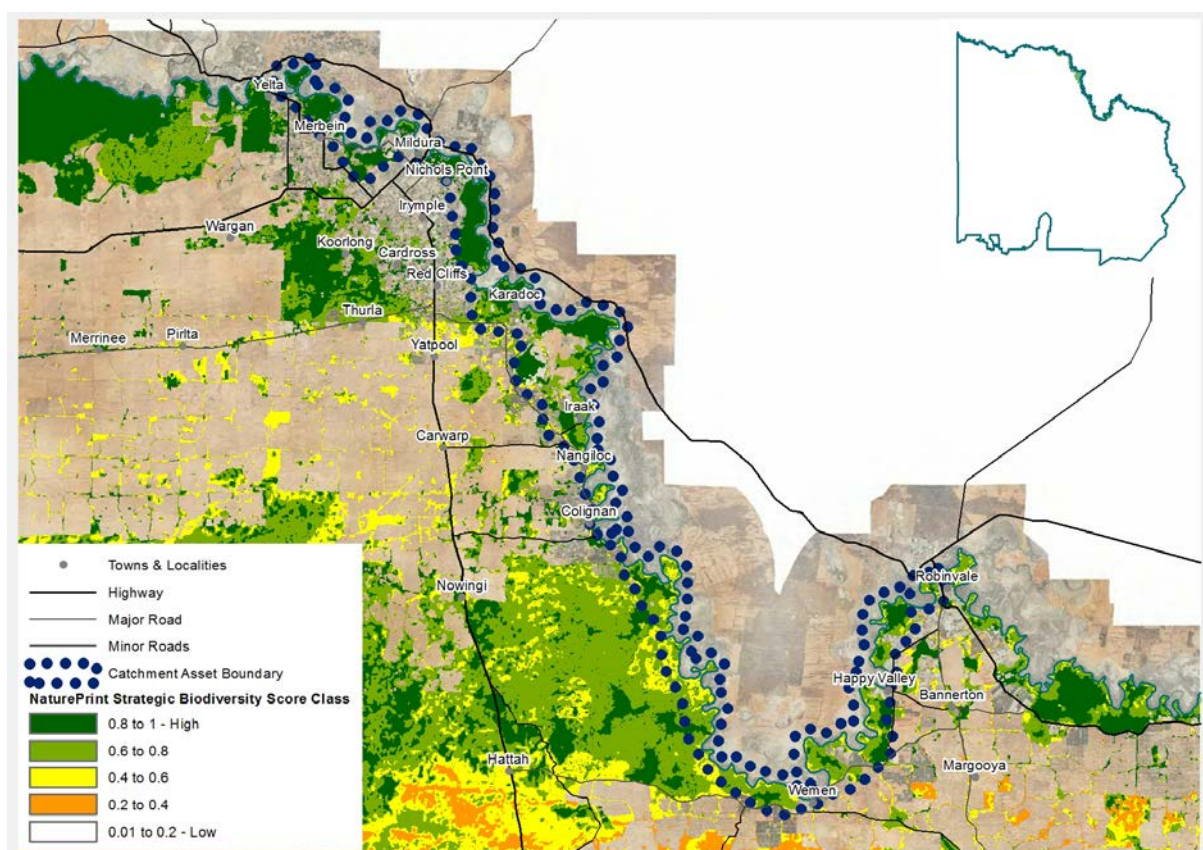 Yelta
Merbein
Mildura
Nichols Point
Irymple
Wargan
Koorlong
Cardross
Red Cliffs
Karadoc
Thurla
Merrinee
Pirlta
Yatpool
Iraak
Carwarp
Nangiloc
Colignan
Nowingi
Robinvale
Happy Valley
Bannerton
Hattah
Margooya
Wemen
Towns & Localities
Highway
Major Road
Minor Roads
Catchment Asset Boundary
NaturePrint Strategic Biodiversity Score Class
0.8 to 1 - High
0.6 to 0.8
0.4 to 0.6
0.2 to 0.4
0.01 to 0.2 - Low